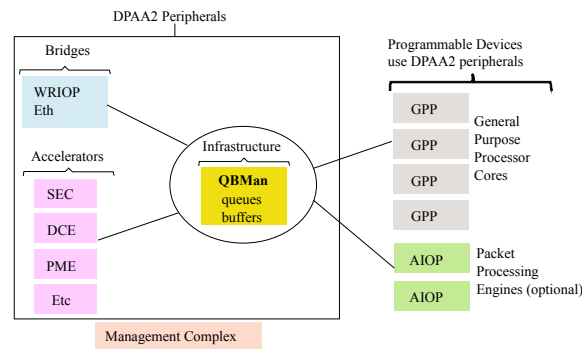 DPAA2 Peripherals
Bridges
WRIOP
Eth
Accelerators
SEC
DCE
PME
Etc
Infrastructure
QBMan
queues
buffers
Management Complex
Programmable Devices
use DPAA2 peripherals
GPP
GPP
GPP
GPP
General
Purpose
Processor
Cores
AIOP
AIOP
Packet
Processing
Engines (optional)